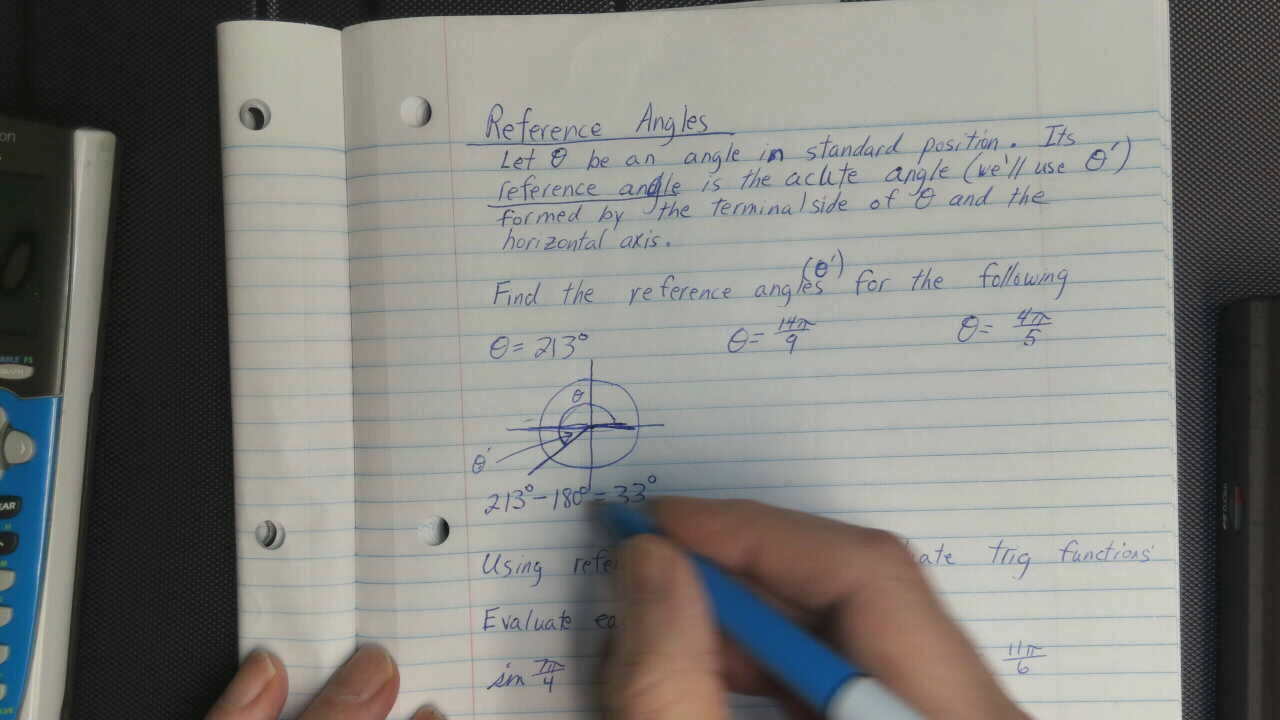 Reference Angles
Let θ be an angle in standard position. Its
reference angle is the acute angle (we'll use θ')
formed by the terminal side of θ and the
horizontal axis.
(θ')
Find the reference angles for the following
θ = 213° θ = 14π/9 θ = 4π/5
θ
θ'
213° - 180° = 33°
Using trig functions
Evaluate
sin 7π/4 11π/6